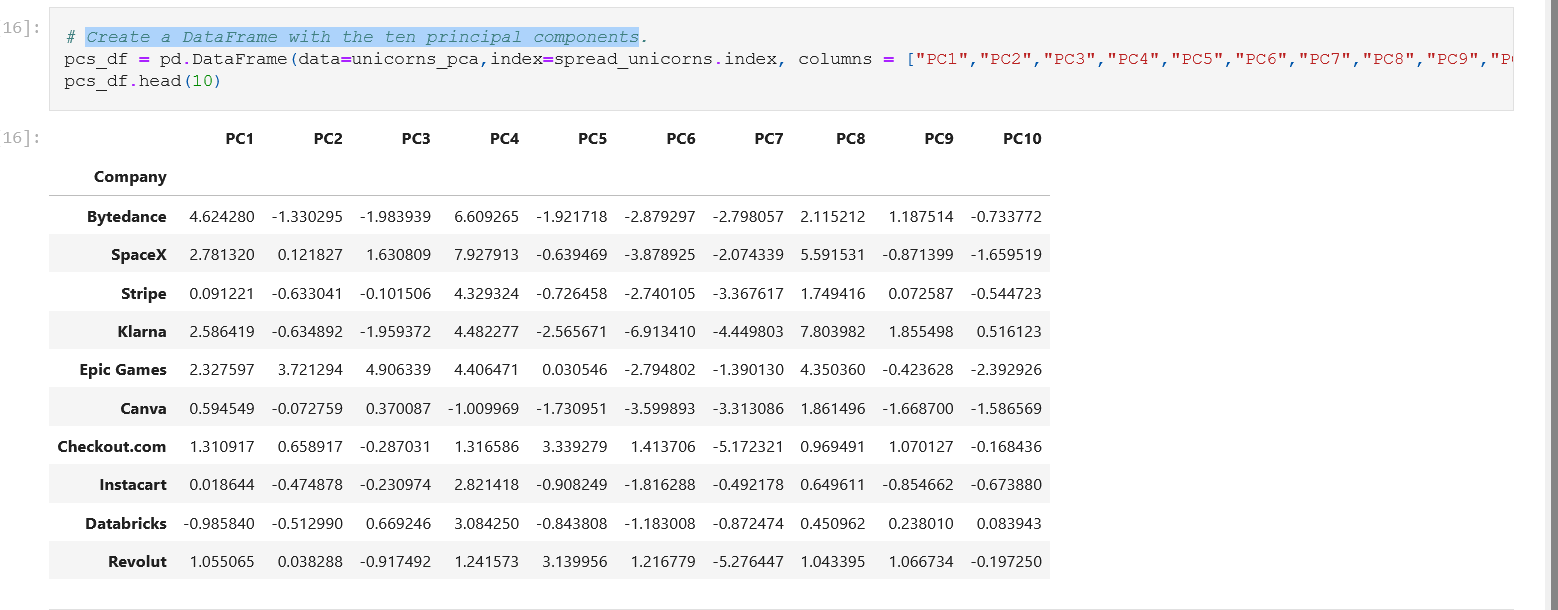 16]:
# Create a DataFrame with the ten principal components.
pcs_df = pd.DataFrame(data=unicorns_pca,index=spread_unicorns.index, columns = ["PC1","PC2","PC3","PC4","PC5","PC6","PC7","PC8","PC9","P
pcs_df.head(10)
16]:
PC1 PC2 PC3 PC4 PC5 PC6 PC7 PC8 PC9 PC10
Company
Bytedance 4.624280 -1.330295 -1.983939 6.609265 -1.921718 -2.879297 -2.798057 2.115212 1.187514 -0.733772
SpaceX 2.781320 0.121827 1.630809 7.927913 -0.639469 -3.878925 -2.074339 5.591531 -0.871399 -1.659519
Stripe 0.091221 -0.633041 -0.101506 4.329324 -0.726458 -2.740105 -3.367617 1.749416 0.072587 -0.544723
Klarna 2.586419 -0.634892 -1.959372 4.482277 -2.565671 -6.913410 -4.449803 7.803982 1.855498 0.516123
Epic Games 2.327597 3.721294 4.906339 4.406471 0.030546 -2.794802 -1.390130 4.350360 -0.423628 -2.392926
Canva 0.594549 -0.072759 0.370087 -1.009969 -1.730951 -3.599893 -3.313086 1.861496 -1.668700 -1.586569
Checkout.com 1.310917 0.658917 -0.287031 1.316586 3.339279 1.413706 -5.172321 0.969491 1.070127 -0.168436
Instacart 0.018644 -0.474878 -0.230974 2.821418 -0.908249 -1.816288 -0.492178 0.649611 -0.854662 -0.673880
Databricks -0.985840 -0.512990 0.669246 3.084250 -0.843808 -1.183008 -0.872474 0.450962 0.238010 0.083943
Revolut 1.055065 0.038288 -0.917492 1.241573 3.139956 1.216779 -5.276447 1.043395 1.066734 -0.197250